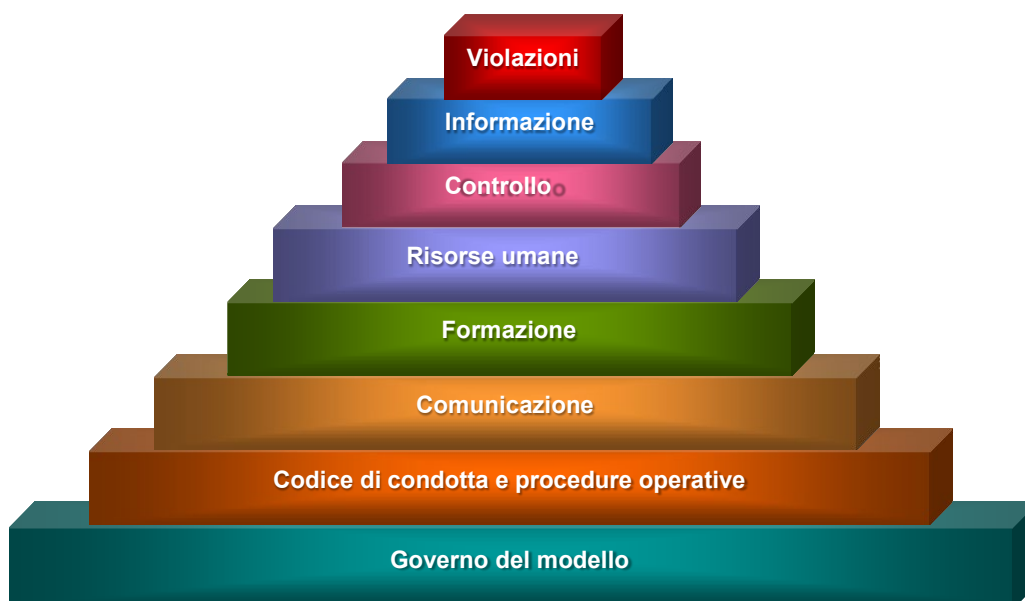 Violazioni
Informazione
Controllo
Risorse umane
Formazione
Comunicazione
Codice di condotta e procedure operative
Governo del modello